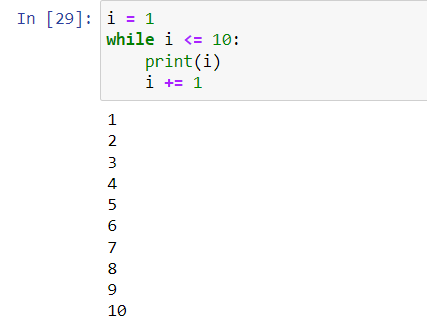 In [29]: i = 1
while i <= 10:
    print(i)
    i += 1
1
2
3
4
5
6
7
8
9
10